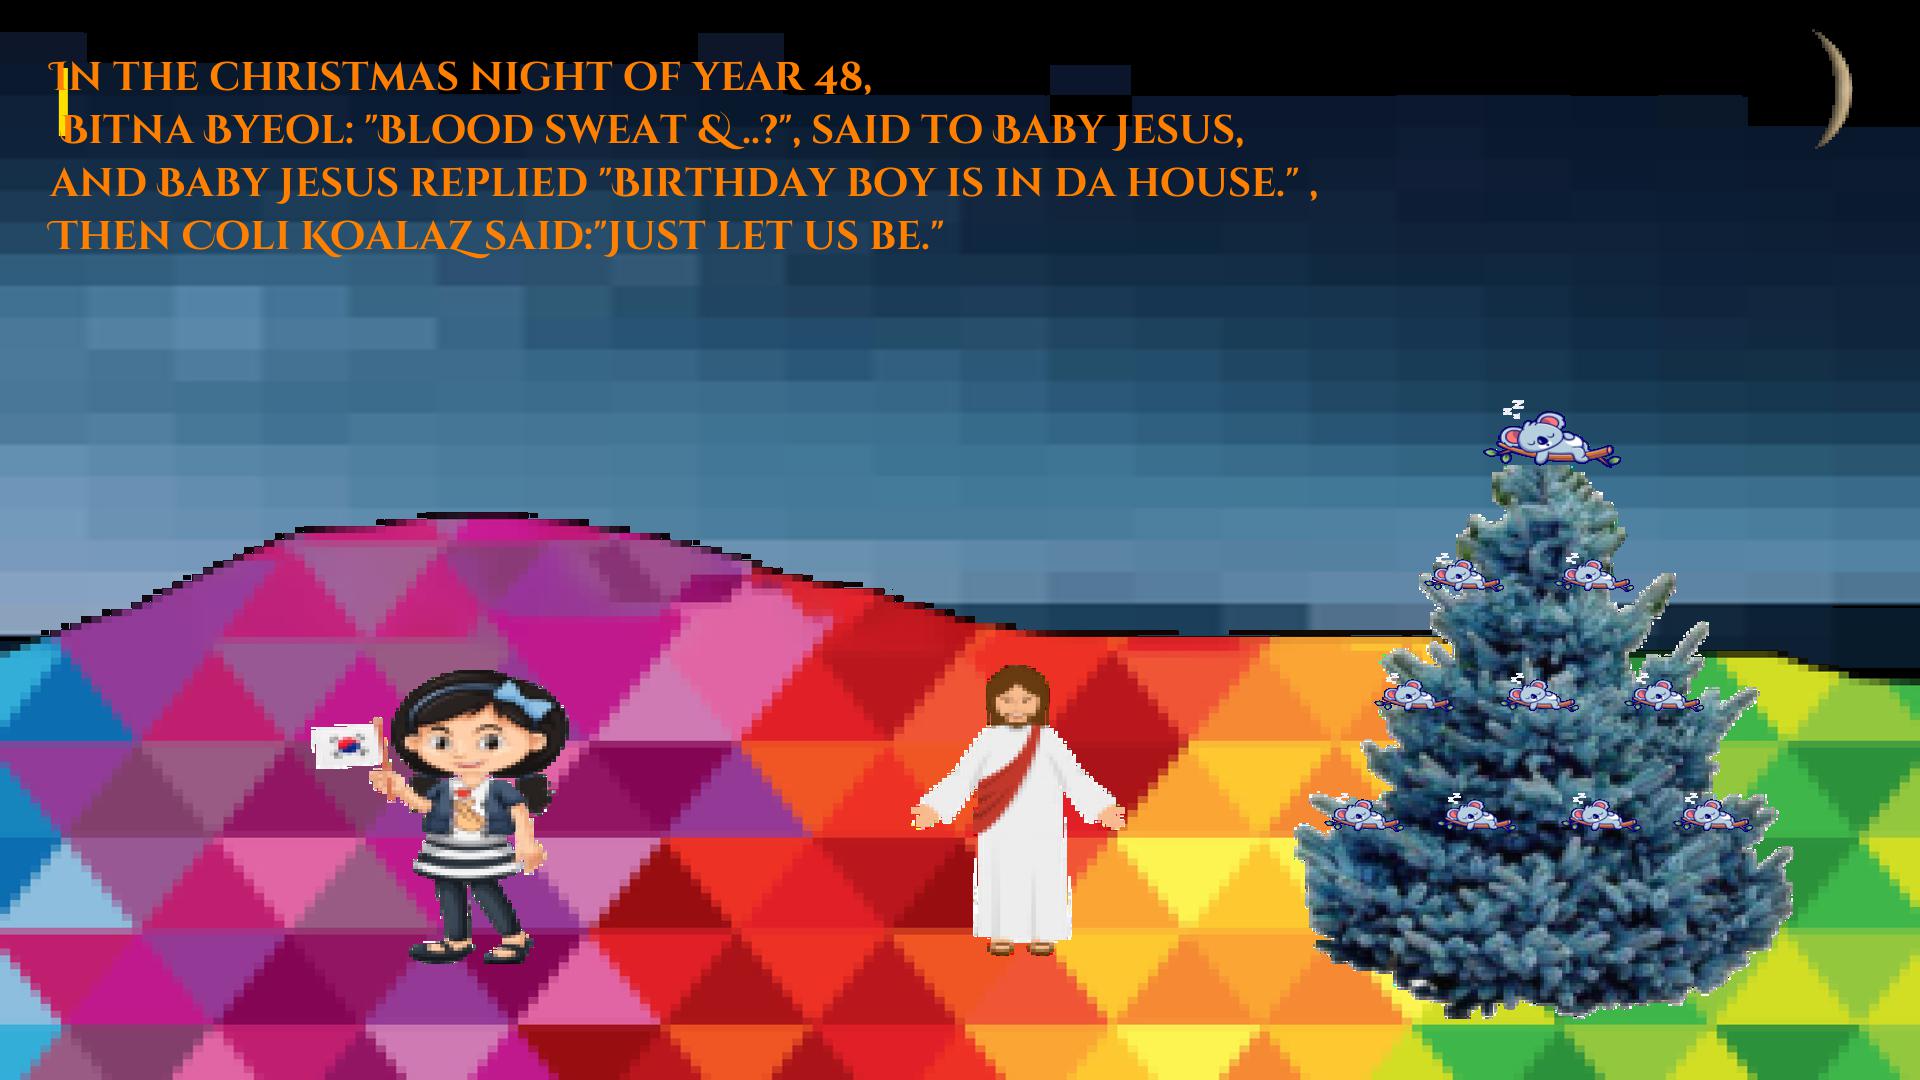 In the Christmas night of year 48,
Bitna Byeol: "Blood sweat & ..?", said to Baby Jesus,
and Baby Jesus replied "Birthday boy is in da house." ,
Then Coli Koalaz said:"Just let us be."